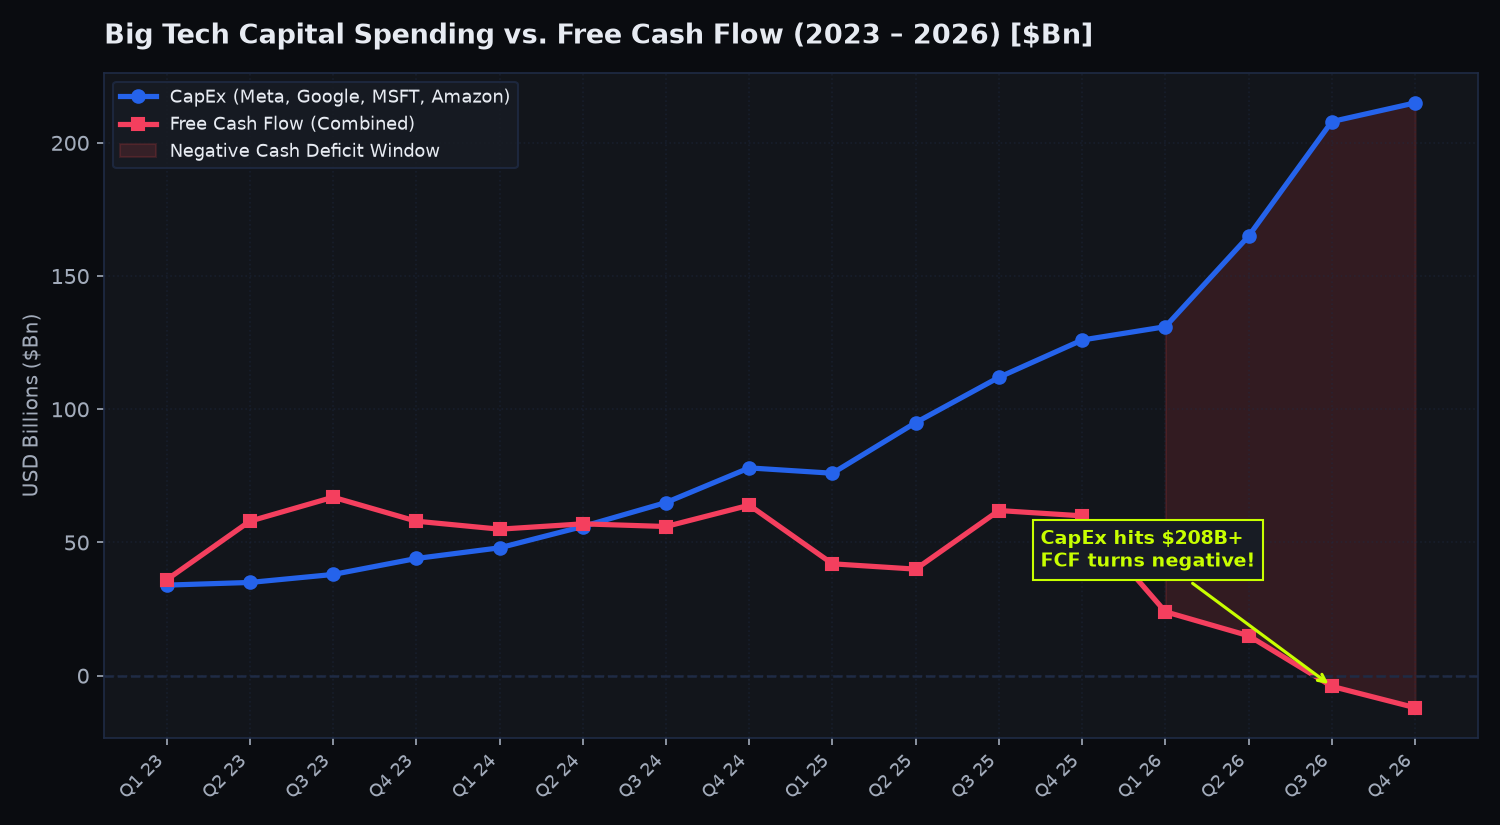 Big Tech Capital Spending vs. Free Cash Flow (2023 – 2026) [$Bn]
CapEx (Meta, Google, MSFT, Amazon)
Free Cash Flow (Combined)
Negative Cash Deficit Window
USD Billions ($Bn)
200
150
100
50
0
CapEx hits $208B+
FCF turns negative!
Q1 23
Q2 23
Q3 23
Q4 23
Q1 24
Q2 24
Q3 24
Q4 24
Q1 25
Q2 25
Q3 25
Q4 25
Q1 26
Q2 26
Q3 26
Q4 26